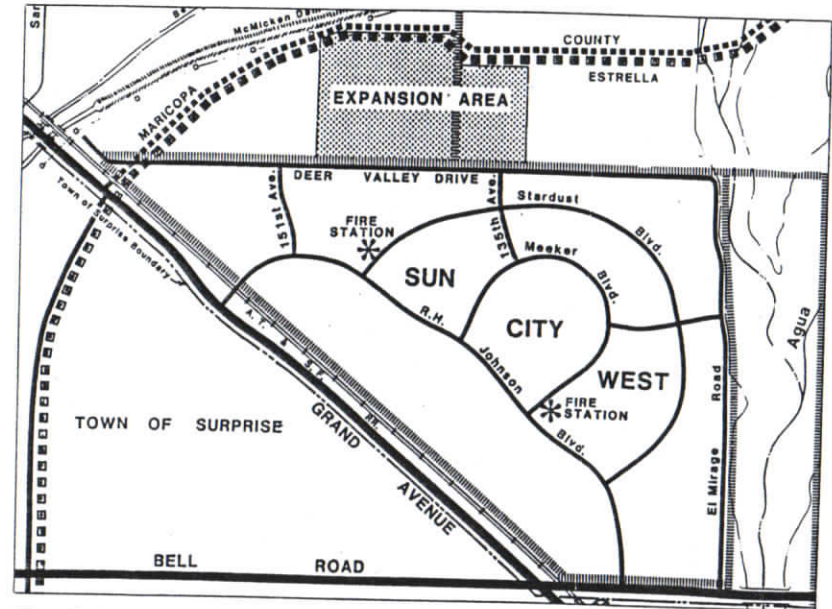 McMicken Dam
COUNTY
ESTRELLA
MARICOPA
EXPANSION AREA
DEER VALLEY DRIVE
151st Ave.
135th Ave.
Stardust
Blvd.
FIRE
STATION
Meeker
Blvd.
Town of Surprise Boundary
SUN
CITY
WEST
R.H.
Johnson
Blvd.
Agua
A. T. & S. F. RR.
FIRE
STATION
El Mirage Road
TOWN OF SURPRISE
GRAND
AVENUE
BELL ROAD